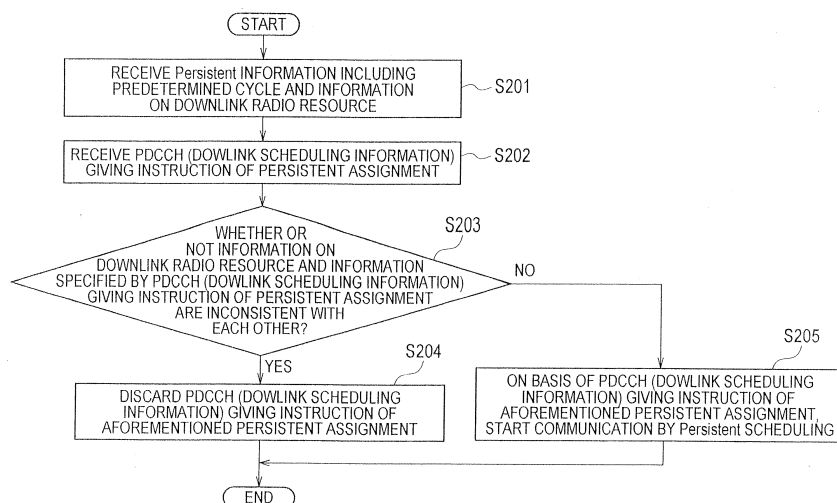 START
RECEIVE Persistent INFORMATION INCLUDING
PREDETERMINED CYCLE AND INFORMATION
ON DOWNLINK RADIO RESOURCE
S201
RECEIVE PDCCH (DOWLINK SCHEDULING INFORMATION)
GIVING INSTRUCTION OF PERSISTENT ASSIGNMENT
S202
WHETHER OR
NOT INFORMATION ON
DOWNLINK RADIO RESOURCE AND INFORMATION
SPECIFIED BY PDCCH (DOWLINK SCHEDULING INFORMATION)
GIVING INSTRUCTION OF PERSISTENT ASSIGNMENT
ARE INCONSISTENT WITH
EACH OTHER?
S203
NO
YES
S204
DISCARD PDCCH (DOWLINK SCHEDULING
INFORMATION) GIVING INSTRUCTION OF
AFOREMENTIONED PERSISTENT ASSIGNMENT
S205
ON BASIS OF PDCCH (DOWLINK SCHEDULING
INFORMATION) GIVING INSTRUCTION OF
AFOREMENTIONED PERSISTENT ASSIGNMENT,
START COMMUNICATION BY Persistent SCHEDULING
END